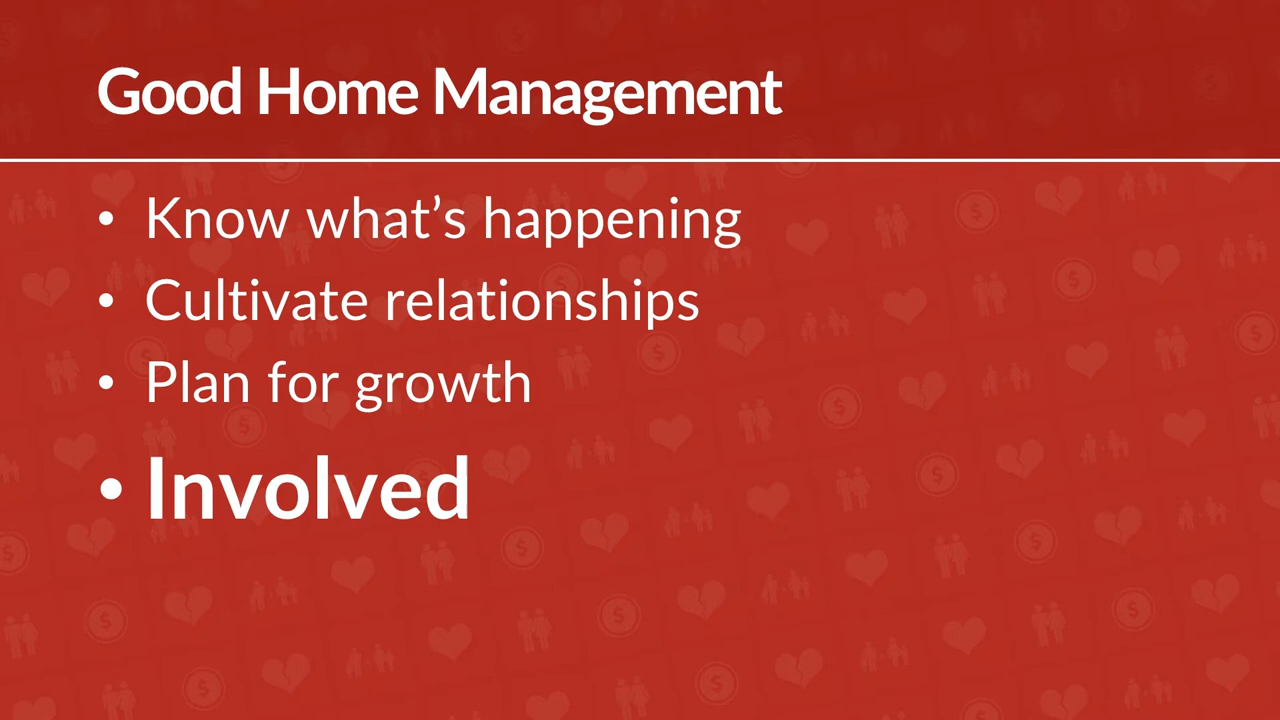 Good Home Management
• Know what’s happening
• Cultivate relationships
• Plan for growth
• Involved